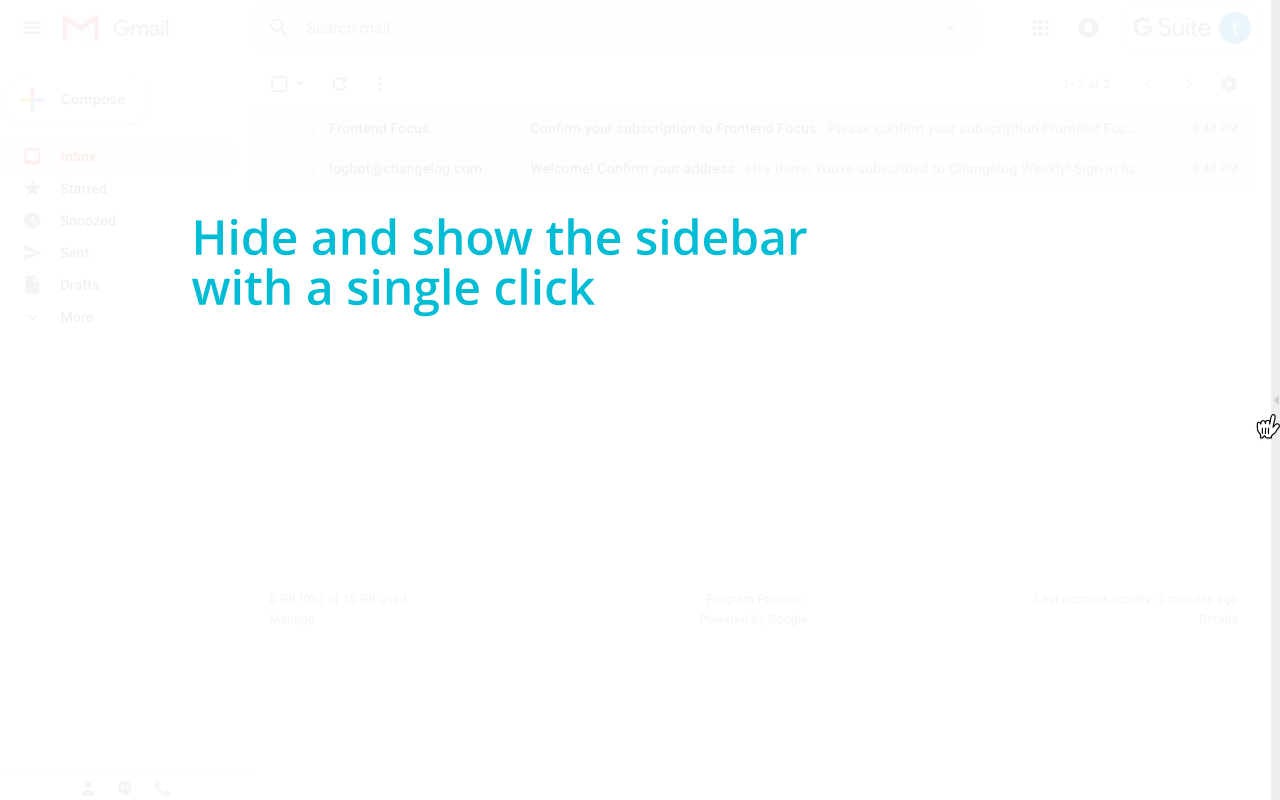 Gmail
Search mail
G Suite
t
Compose
1–2 of 2
Frontend Focus
Confirm your subscription to Frontend Focus - Please confirm your subscription Frontend Foc...
3:44 PM
Inbox
logbot@changelog.com
Welcome! Confirm your address - Hey there, You're subscribed to Changelog Weekly! Sign in to...
3:42 PM
Starred
Snoozed
Sent
Drafts
More
Hide and show the sidebar
with a single click
0 GB (0%) of 15 GB used
Manage
Program Policies
Powered by Google
Last account activity: 3 minutes ago
Details